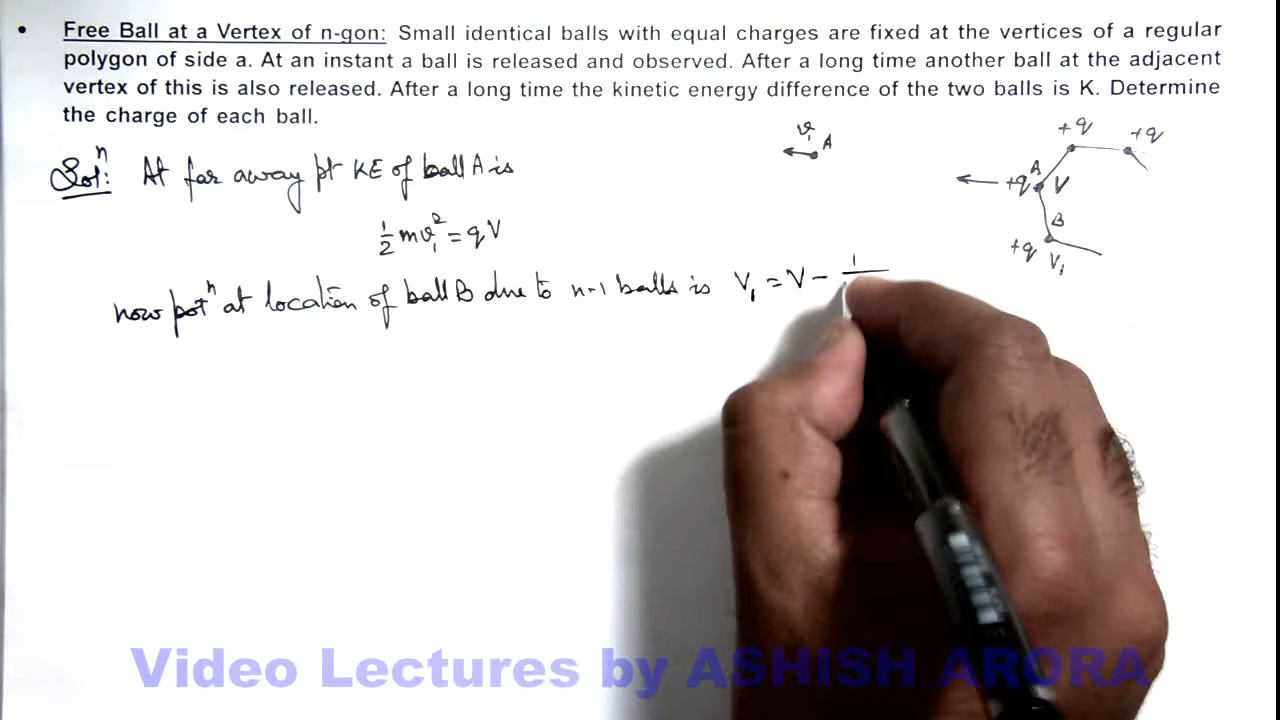 • Free Ball at a Vertex of n-gon: Small identical balls with equal charges are fixed at the vertices of a regular
polygon of side a. At an instant a ball is released and observed. After a long time another ball at the adjacent
vertex of this is also released. After a long time the kinetic energy difference of the two balls is K. Determine
the charge of each ball.
Solⁿ: At far away pt KE of ball A is
½mv₁² = qV
now potⁿ at location of ball B due to n-1 balls is V₁ = V - 1
v₁
A
+q
+q
A
+q
V
B
+q
V₁
Video Lectures by ASHISH ARORA